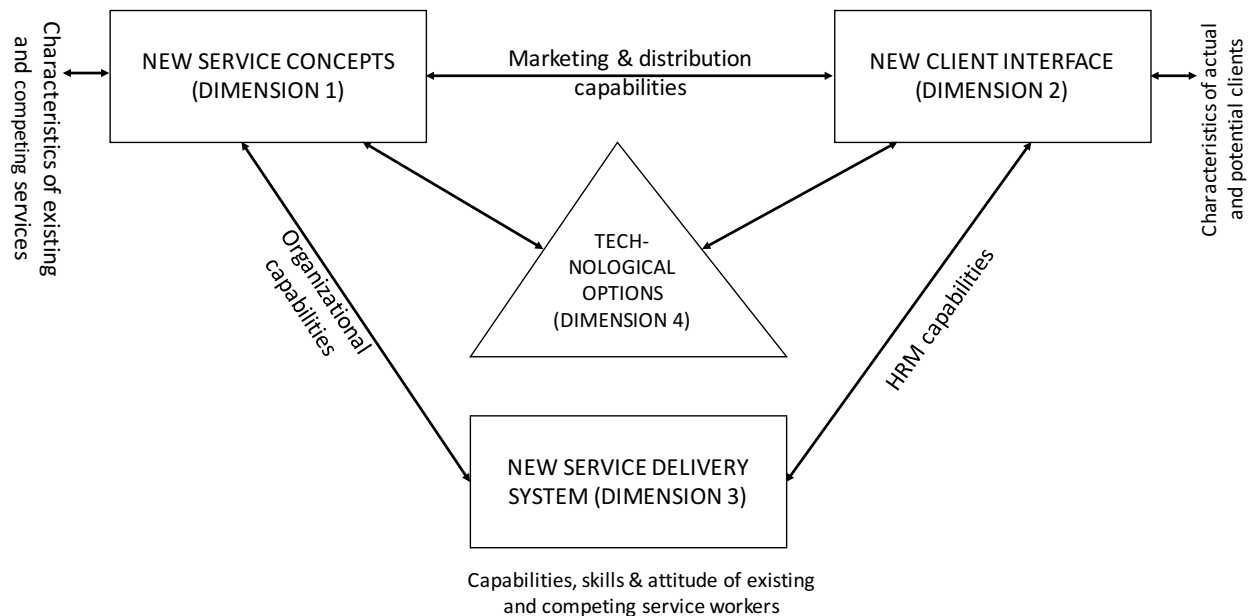 Characteristics of existing
and competing services
NEW SERVICE CONCEPTS
(DIMENSION 1)
Marketing & distribution
capabilities
NEW CLIENT INTERFACE
(DIMENSION 2)
Characteristics of actual
and potential clients
TECH-
NOLOGICAL
OPTIONS
(DIMENSION 4)
Organizational
capabilities
HRM capabilities
NEW SERVICE DELIVERY
SYSTEM (DIMENSION 3)
Capabilities, skills & attitude of existing
and competing service workers